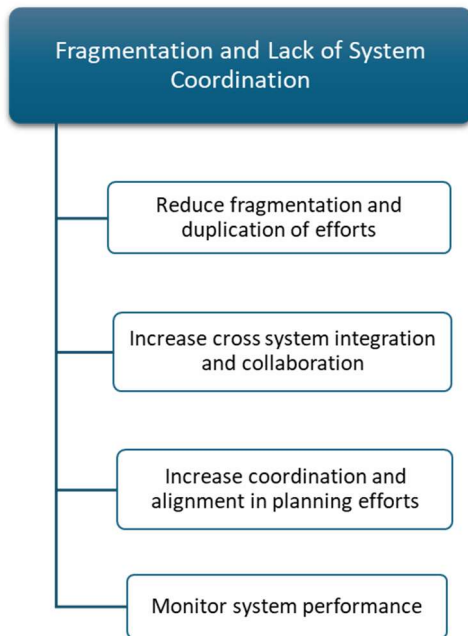 Fragmentation and Lack of System
Coordination
Reduce fragmentation and
duplication of efforts
Increase cross system integration
and collaboration
Increase coordination and
alignment in planning efforts
Monitor system performance